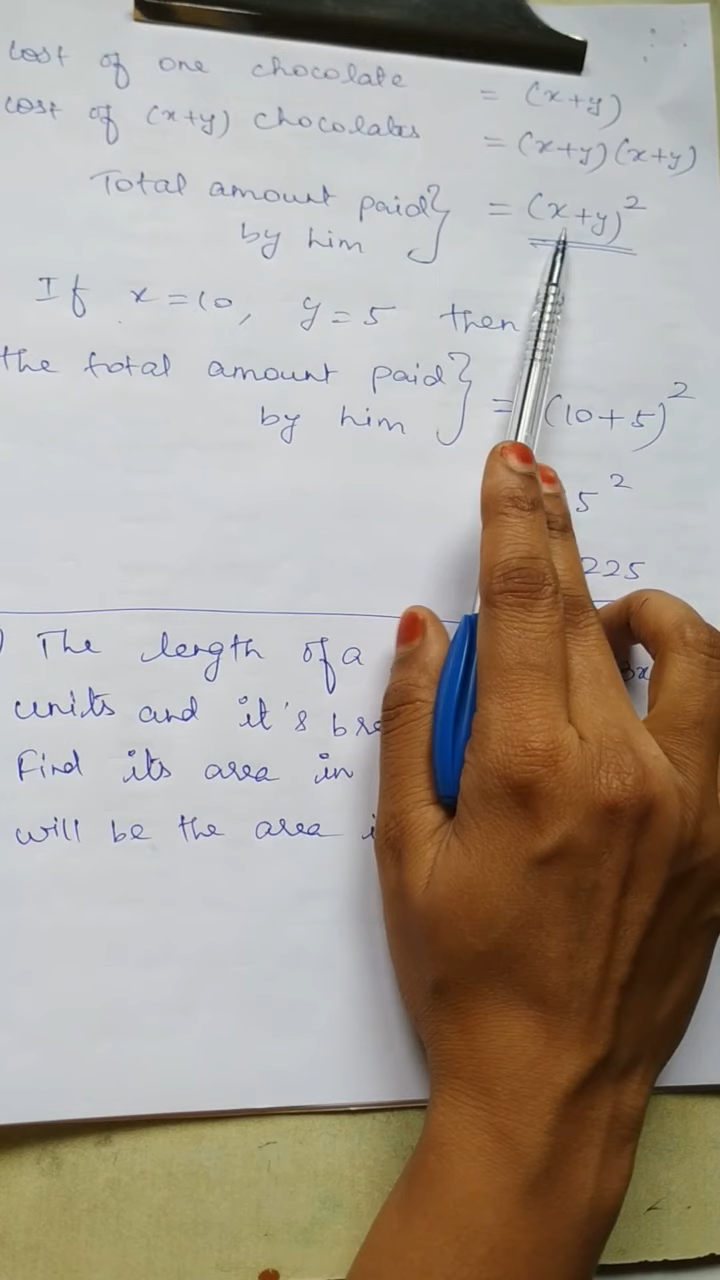 cost of one chocolate = (x+y)
cost of (x+y) chocolates = (x+y)(x+y)
Total amount paid } = (x+y)²
by him
If x=10, y=5 then
the total amount paid } = (10+5)²
by him
5²
225
) The length of a 3x
units and it's bre
Find its area in
will be the area i